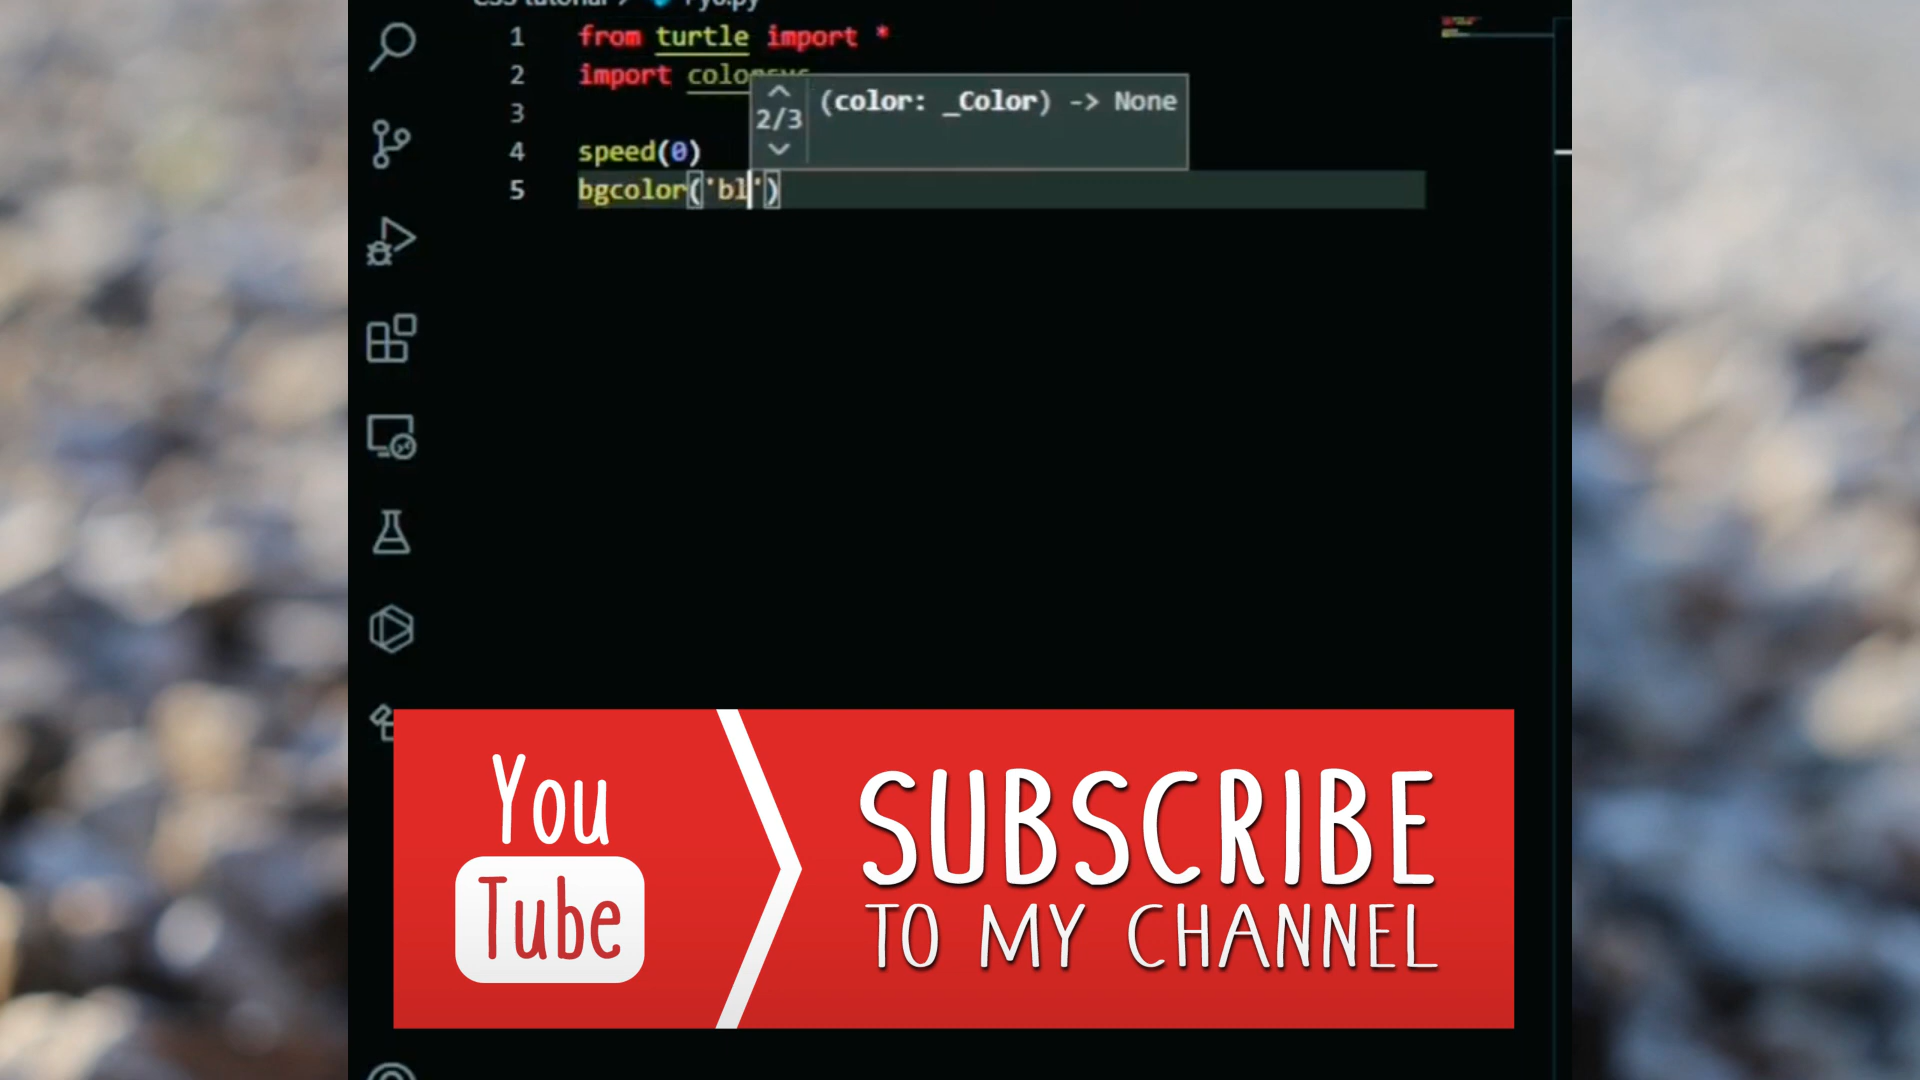 1 from turtle import *
2 import colorsys
(color: _Color) -> None
2/3
3
4 speed(0)
5 bgcolor('bl')
You
Tube
SUBSCRIBE
TO MY CHANNEL